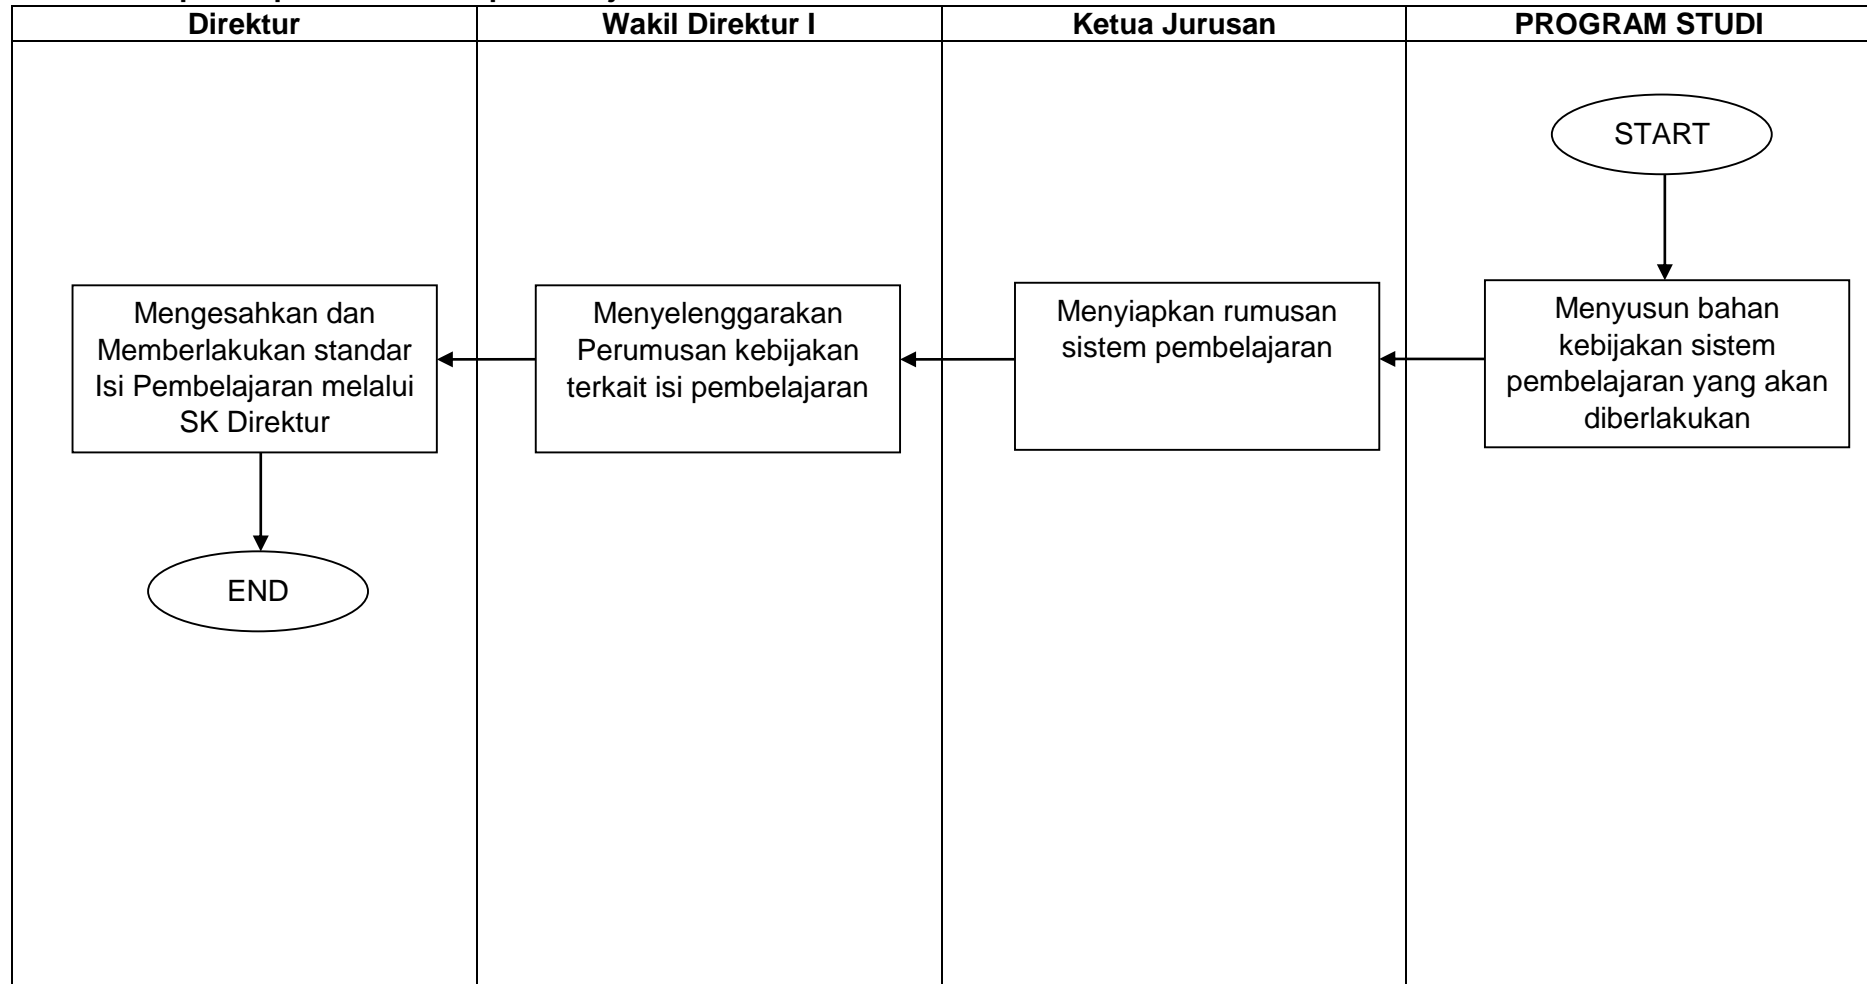 Direktur
Wakil Direktur I
Ketua Jurusan
PROGRAM STUDI
START
Mengesahkan dan
Memberlakukan standar
Isi Pembelajaran melalui
SK Direktur
Menyelenggarakan
Perumusan kebijakan
terkait isi pembelajaran
Menyiapkan rumusan
sistem pembelajaran
Menyusun bahan
kebijakan sistem
pembelajaran yang akan
diberlakukan
END